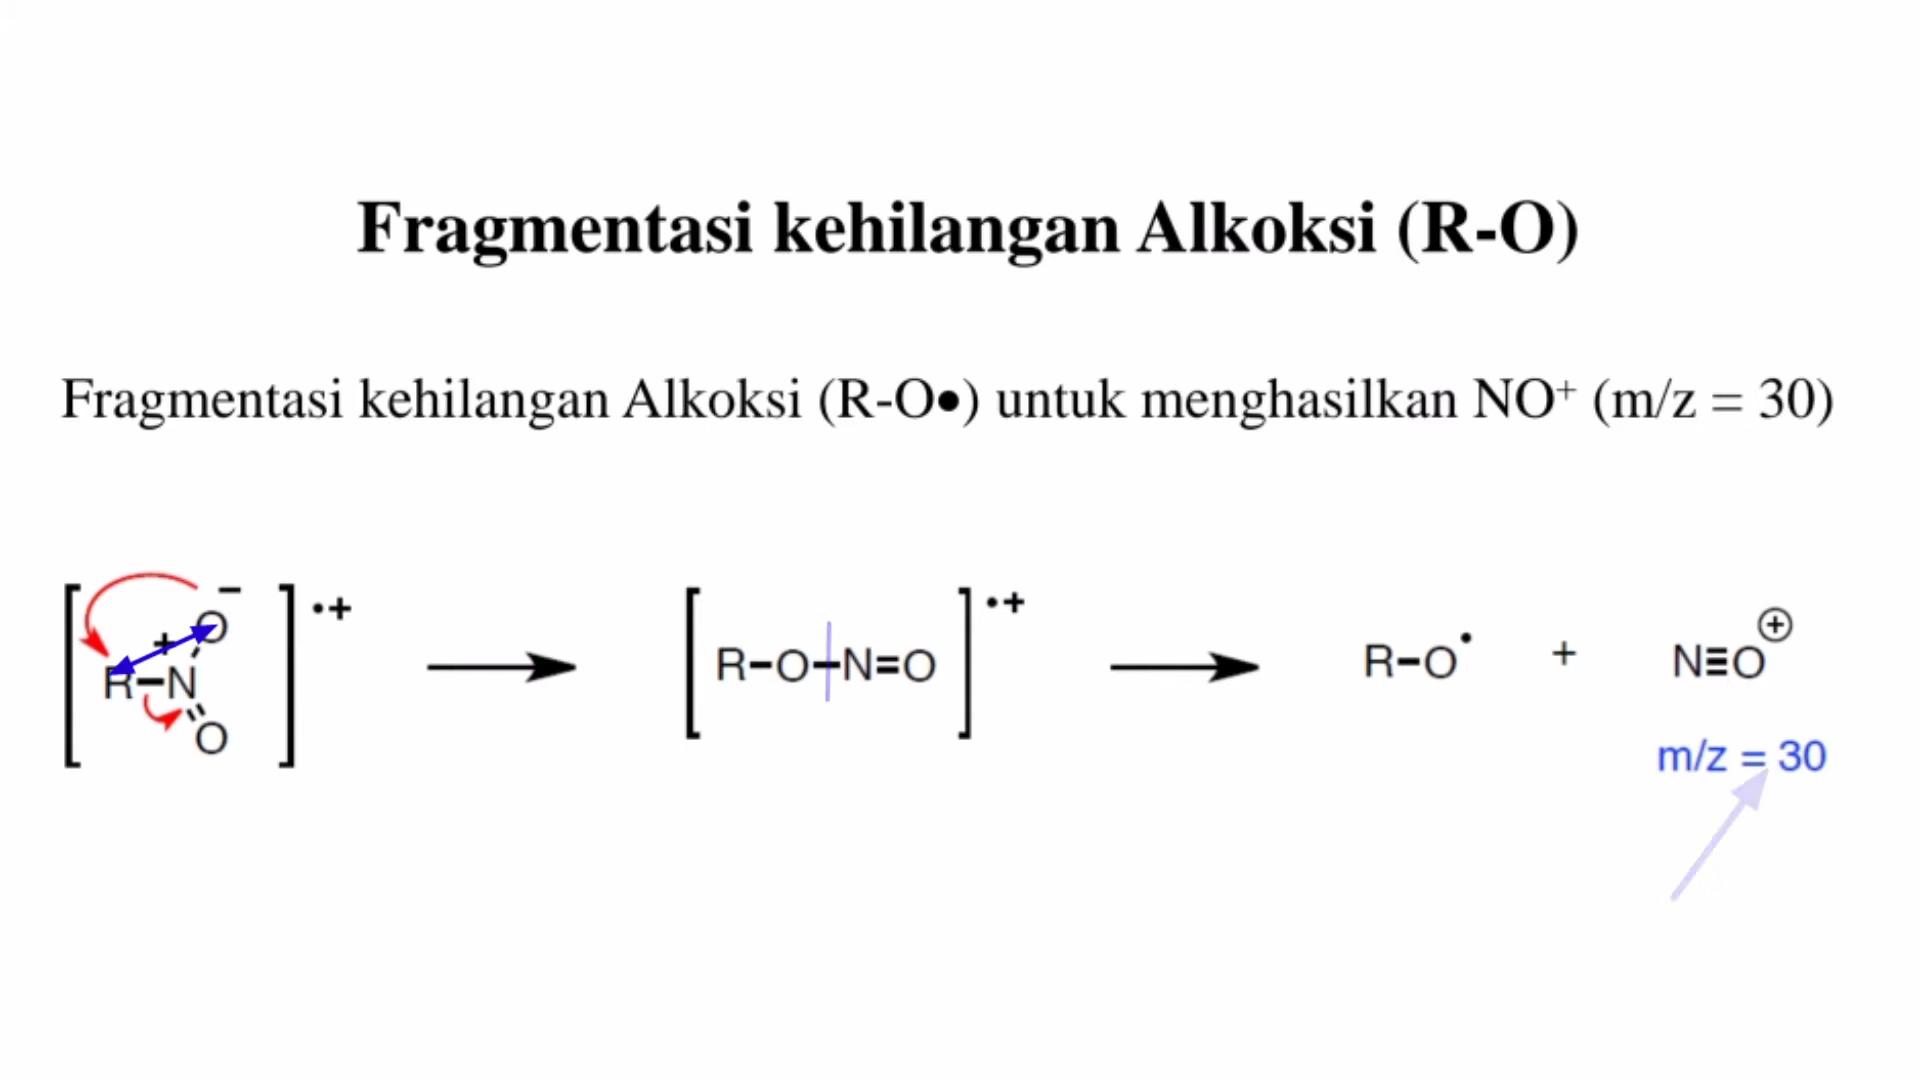 Fragmentasi kehilangan Alkoksi (R-O)
Fragmentasi kehilangan Alkoksi (R-O•) untuk menghasilkan NO⁺ (m/z = 30)
[R-N⁺(O⁻)=O]•+ → [R-O-N=O]•+ → R-O• + N≡O⊕
m/z = 30